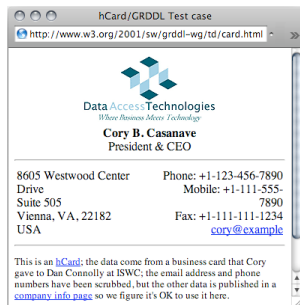 hCard/GRDDL Test case
http://www.w3.org/2001/sw/grddl-wg/td/card.html
Data Access Technologies
Where Business Meets Technology
Cory B. Casanave
President & CEO
8605 Westwood Center
Drive
Suite 505
Vienna, VA, 22182
USA
Phone: +1-123-456-7890
Mobile: +1-111-555-
7890
Fax: +1-111-111-1234
cory@example
This is an hCard; the data come from a business card that Cory
gave to Dan Connolly at ISWC; the email address and phone
numbers have been scrubbed, but the other data is published in a
company info page so we figure it's OK to use it here.